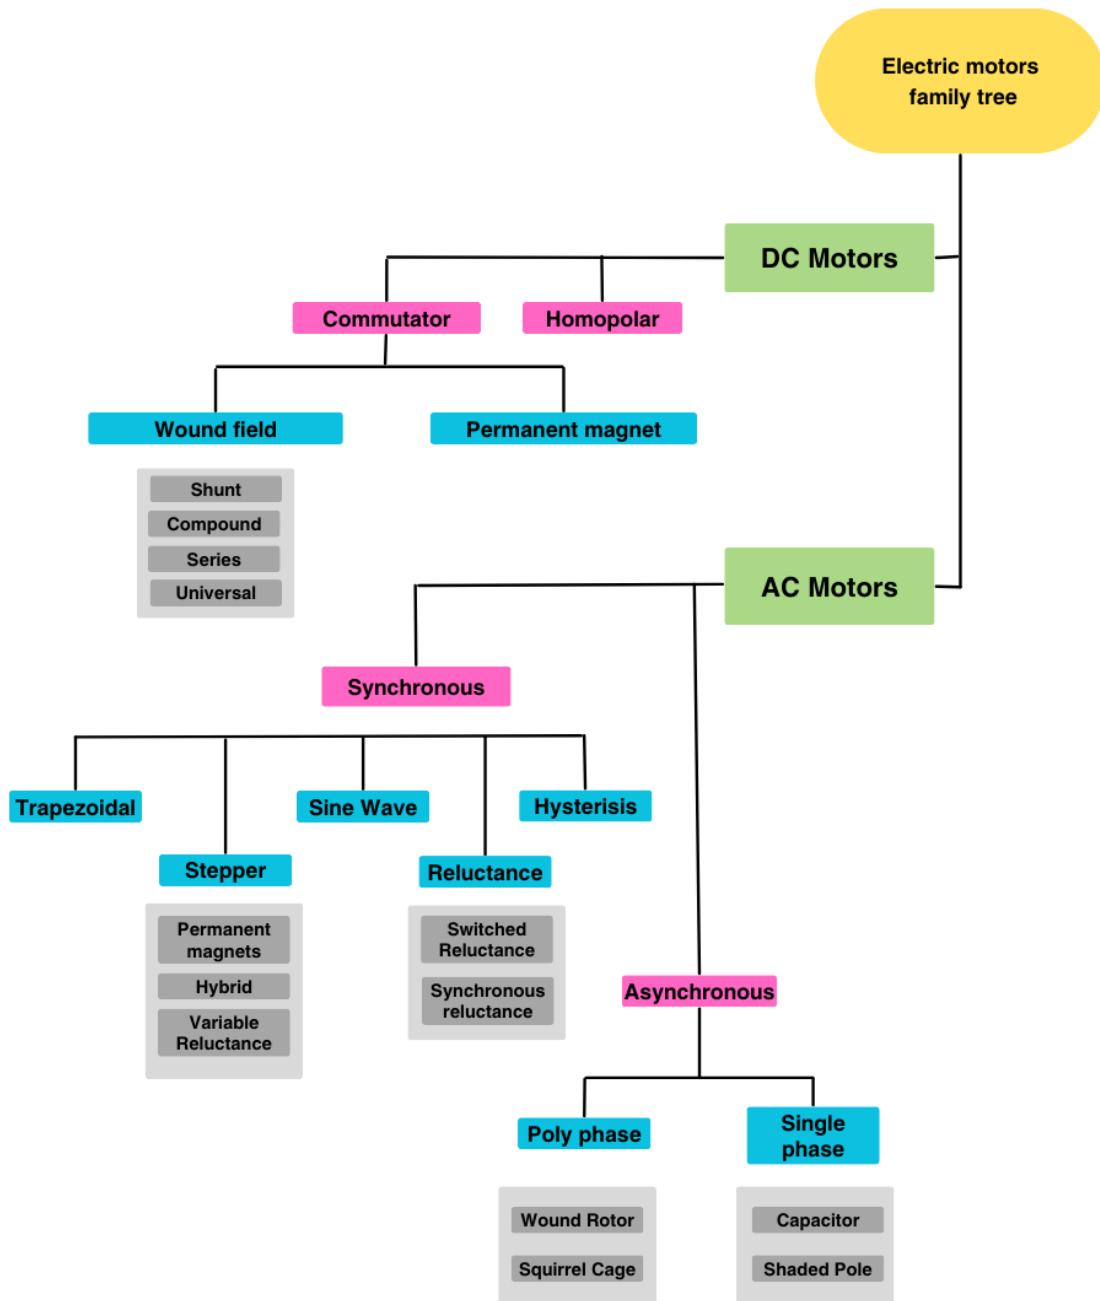 Electric motors
family tree
DC Motors
Commutator
Homopolar
Wound field
Permanent magnet
Shunt
Compound
Series
Universal
AC Motors
Synchronous
Trapezoidal
Sine Wave
Hysterisis
Stepper
Reluctance
Permanent
magnets
Hybrid
Variable
Reluctance
Switched
Reluctance
Synchronous
reluctance
Asynchronous
Poly phase
Single
phase
Wound Rotor
Squirrel Cage
Capacitor
Shaded Pole